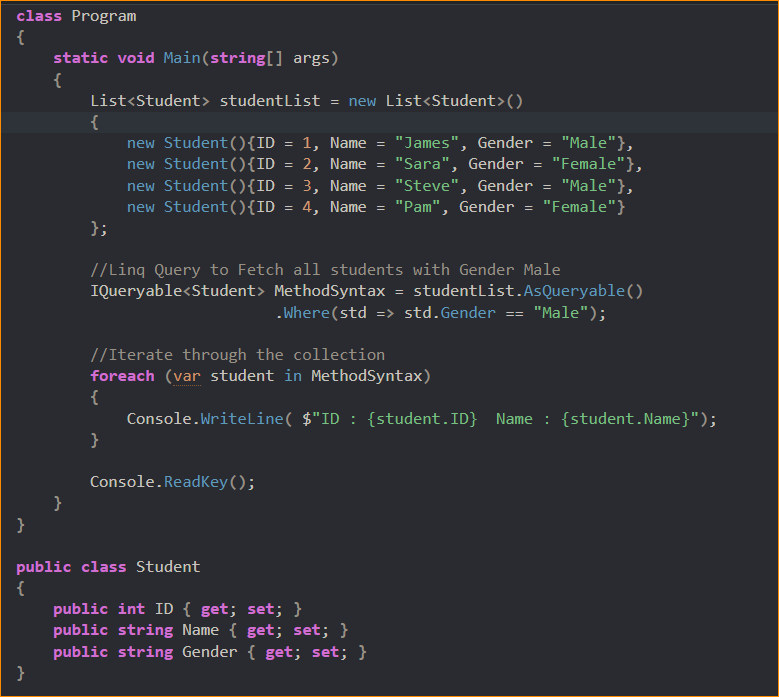 class Program
{
    static void Main(string[] args)
    {
        List<Student> studentList = new List<Student>()
        {
            new Student(){ID = 1, Name = "James", Gender = "Male"},
            new Student(){ID = 2, Name = "Sara", Gender = "Female"},
            new Student(){ID = 3, Name = "Steve", Gender = "Male"},
            new Student(){ID = 4, Name = "Pam", Gender = "Female"}
        };

        //Linq Query to Fetch all students with Gender Male
        IQueryable<Student> MethodSyntax = studentList.AsQueryable()
                            .Where(std => std.Gender == "Male");

        //Iterate through the collection
        foreach (var student in MethodSyntax)
        {
            Console.WriteLine( $"ID : {student.ID}  Name : {student.Name}");
        }

        Console.ReadKey();
    }
}

public class Student
{
    public int ID { get; set; }
    public string Name { get; set; }
    public string Gender { get; set; }
}